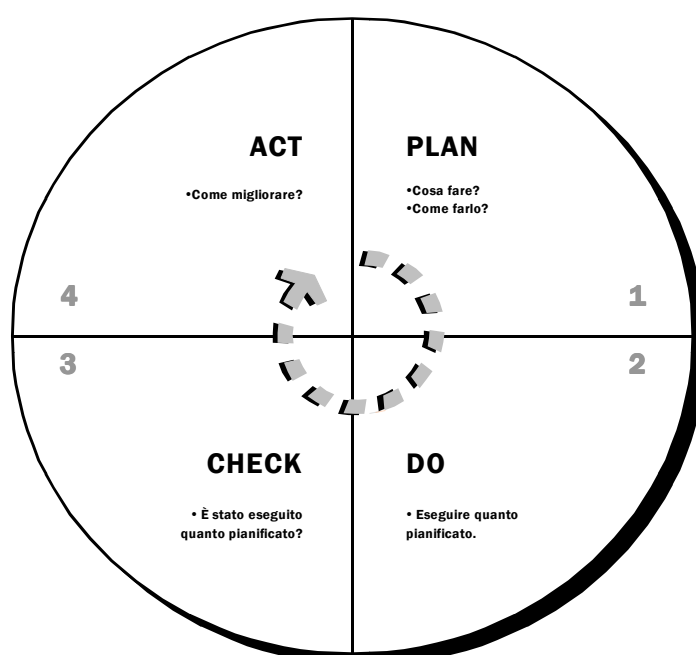 ACT
•Come migliorare?
4
PLAN
•Cosa fare?
•Come farlo?
1
3
CHECK
• È stato eseguito
quanto pianificato?
2
DO
• Eseguire quanto
pianificato.